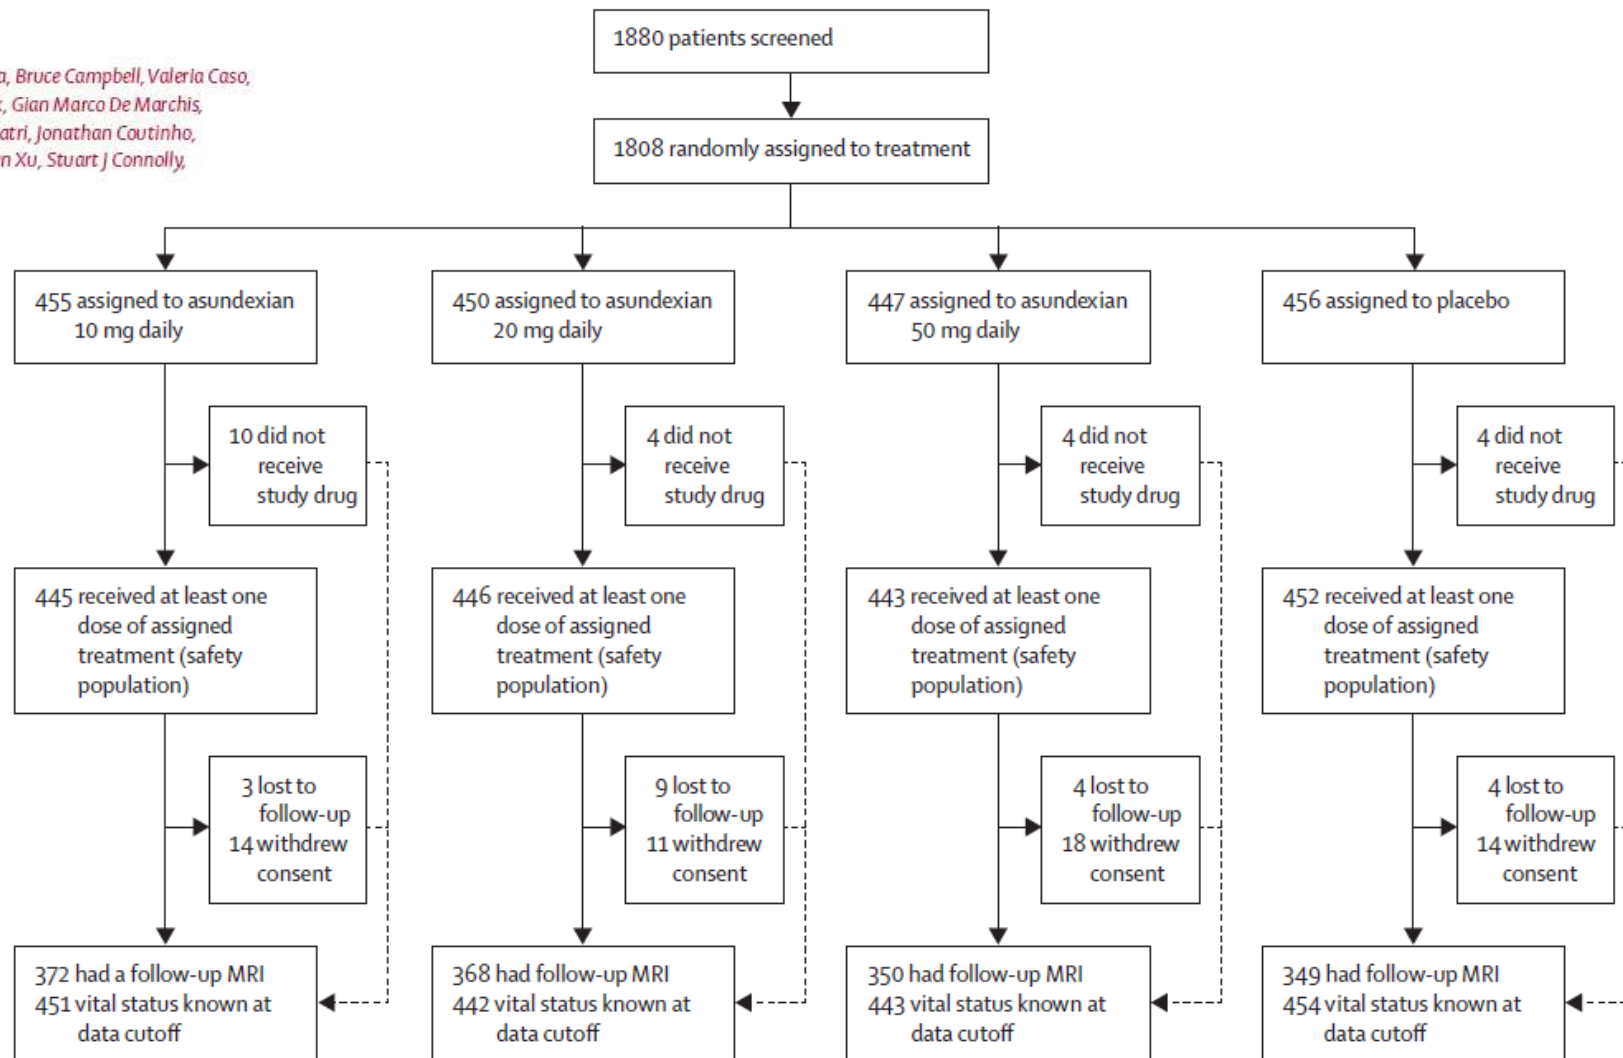 a, Bruce Campbell, Valeria Caso,
Gian Marco De Marchis,
atri, Jonathan Coutinho,
n Xu, Stuart J Connolly,
1880 patients screened
1808 randomly assigned to treatment
455 assigned to asundexian
10 mg daily
450 assigned to asundexian
20 mg daily
447 assigned to asundexian
50 mg daily
456 assigned to placebo
10 did not
receive
study drug
4 did not
receive
study drug
4 did not
receive
study drug
4 did not
receive
study drug
445 received at least one
dose of assigned
treatment (safety
population)
446 received at least one
dose of assigned
treatment (safety
population)
443 received at least one
dose of assigned
treatment (safety
population)
452 received at least one
dose of assigned
treatment (safety
population)
3 lost to
follow-up
14 withdrew
consent
9 lost to
follow-up
11 withdrew
consent
4 lost to
follow-up
18 withdrew
consent
4 lost to
follow-up
14 withdrew
consent
372 had a follow-up MRI
451 vital status known at
data cutoff
368 had follow-up MRI
442 vital status known at
data cutoff
350 had follow-up MRI
443 vital status known at
data cutoff
349 had follow-up MRI
454 vital status known at
data cutoff